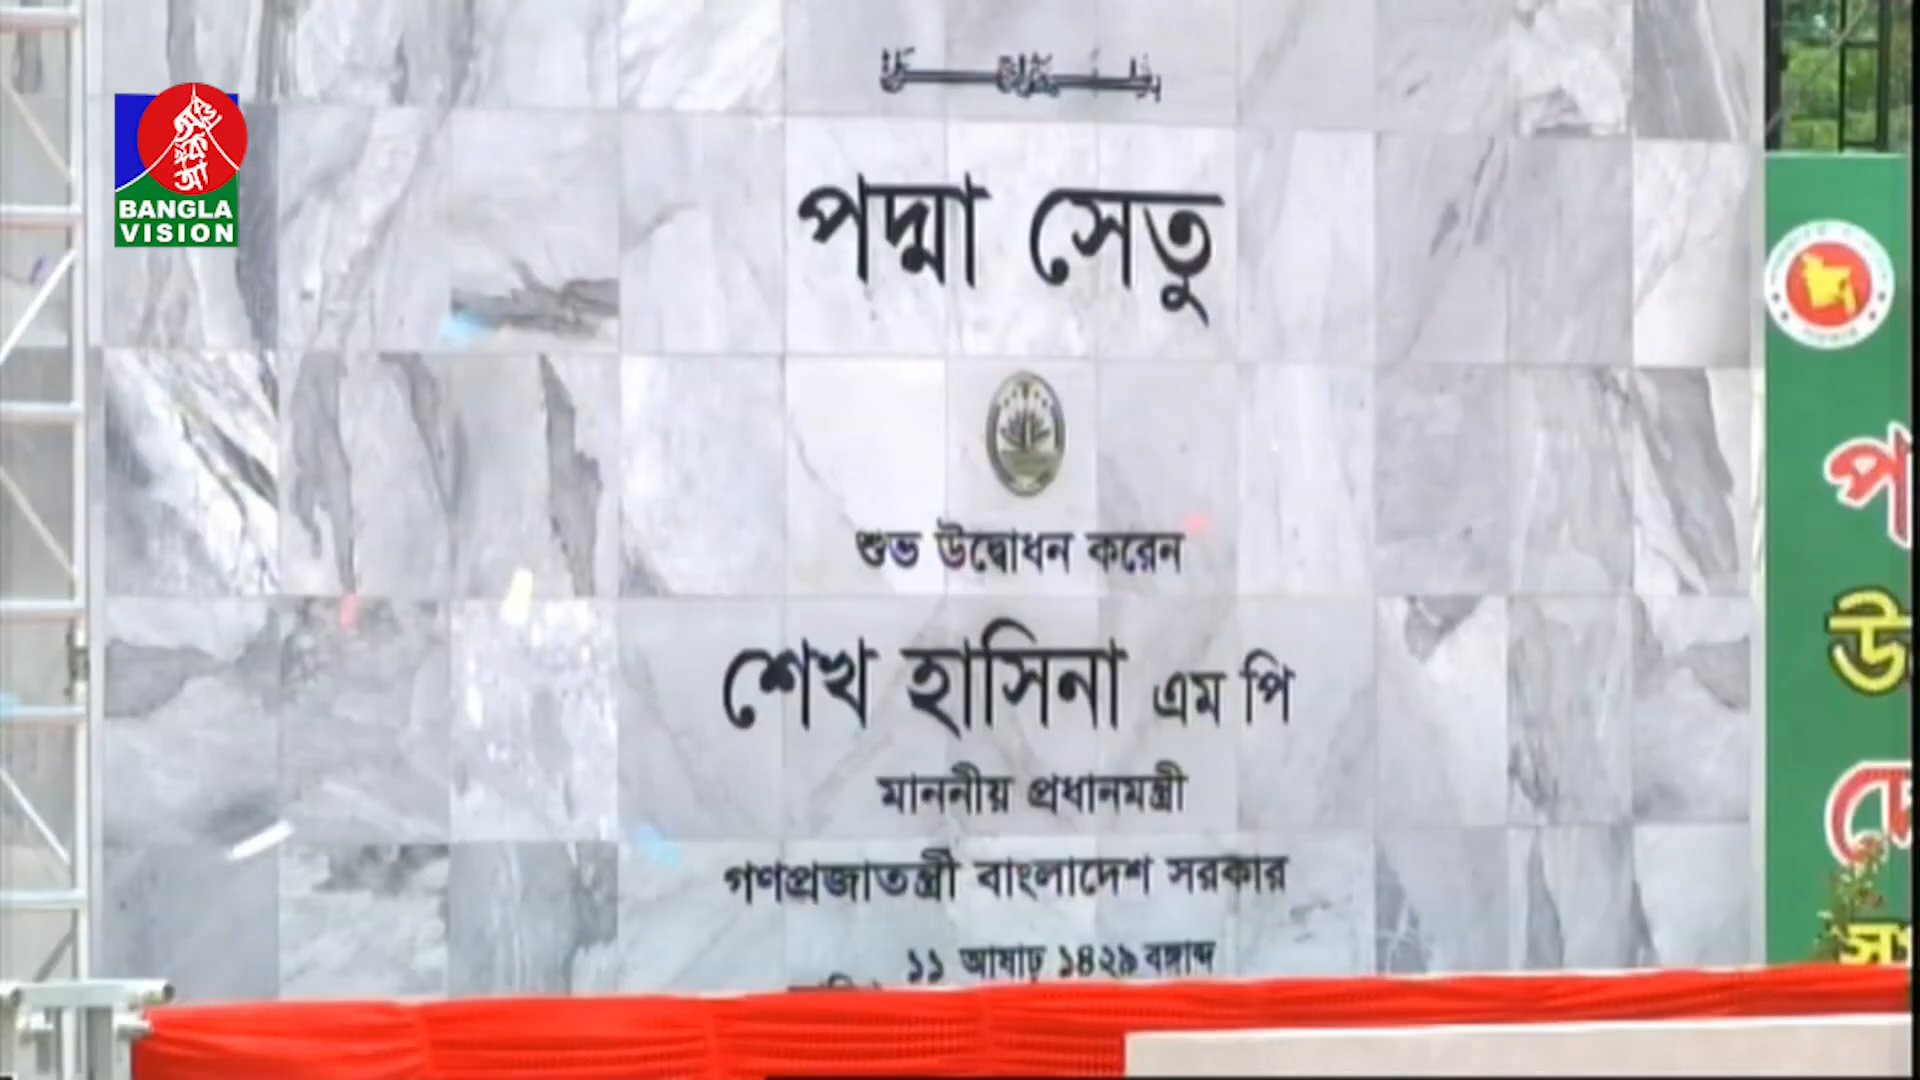 BANGLA
VISION
পদ্মা সেতু
শুভ উদ্বোধন করেন
শেখ হাসিনা এম পি
মাননীয় প্রধানমন্ত্রী
গণপ্রজাতন্ত্রী বাংলাদেশ সরকার
১১ আষাঢ় ১৪২৯ বঙ্গাব্দ